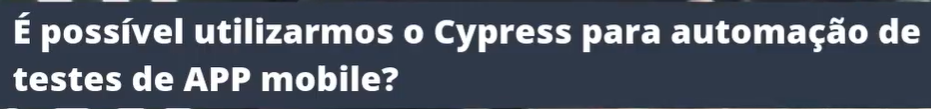 É possível utilizarmos o Cypress para automação de
testes de APP mobile?